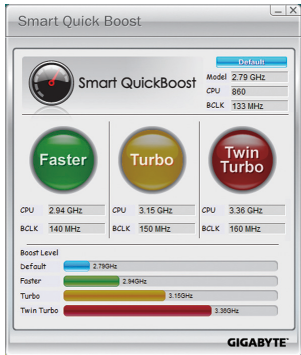 Smart Quick Boost
Default
Smart QuickBoost
Model 2.79 GHz
CPU 860
BCLK 133 MHz
Faster Turbo Twin Turbo
CPU 2.94 GHz CPU 3.15 GHz CPU 3.36 GHz
BCLK 140 MHz BCLK 150 MHz BCLK 160 MHz
Boost Level
Default 2.79GHz
Faster 2.94GHz
Turbo 3.15GHz
Twin Turbo 3.36GHz
GIGABYTE